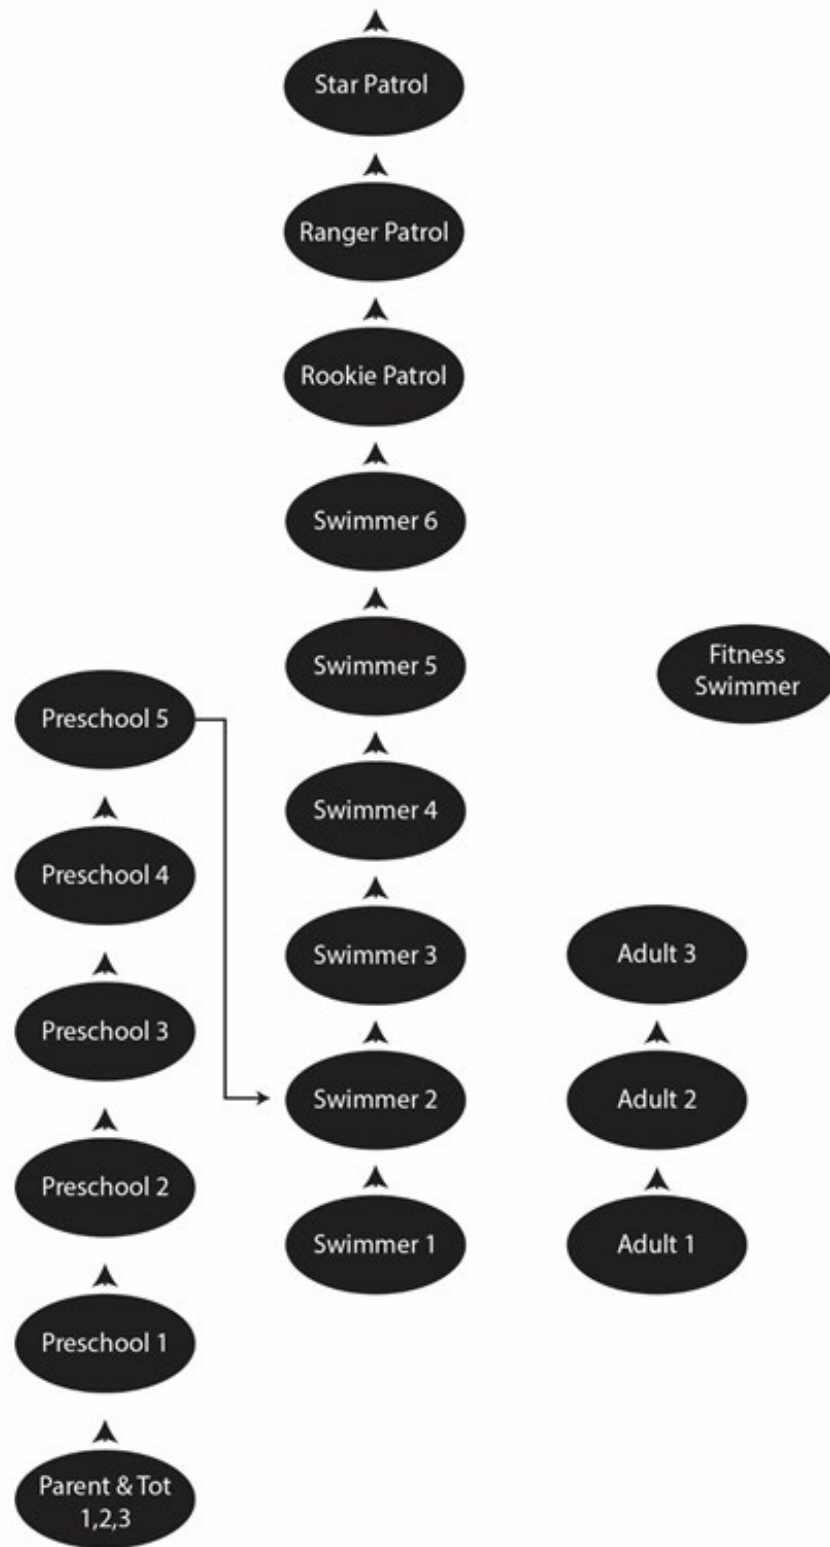 Star Patrol
Ranger Patrol
Rookie Patrol
Swimmer 6
Swimmer 5
Fitness
Swimmer
Preschool 5
Swimmer 4
Preschool 4
Swimmer 3
Adult 3
Preschool 3
Swimmer 2
Adult 2
Preschool 2
Swimmer 1
Adult 1
Preschool 1
Parent & Tot
1,2,3